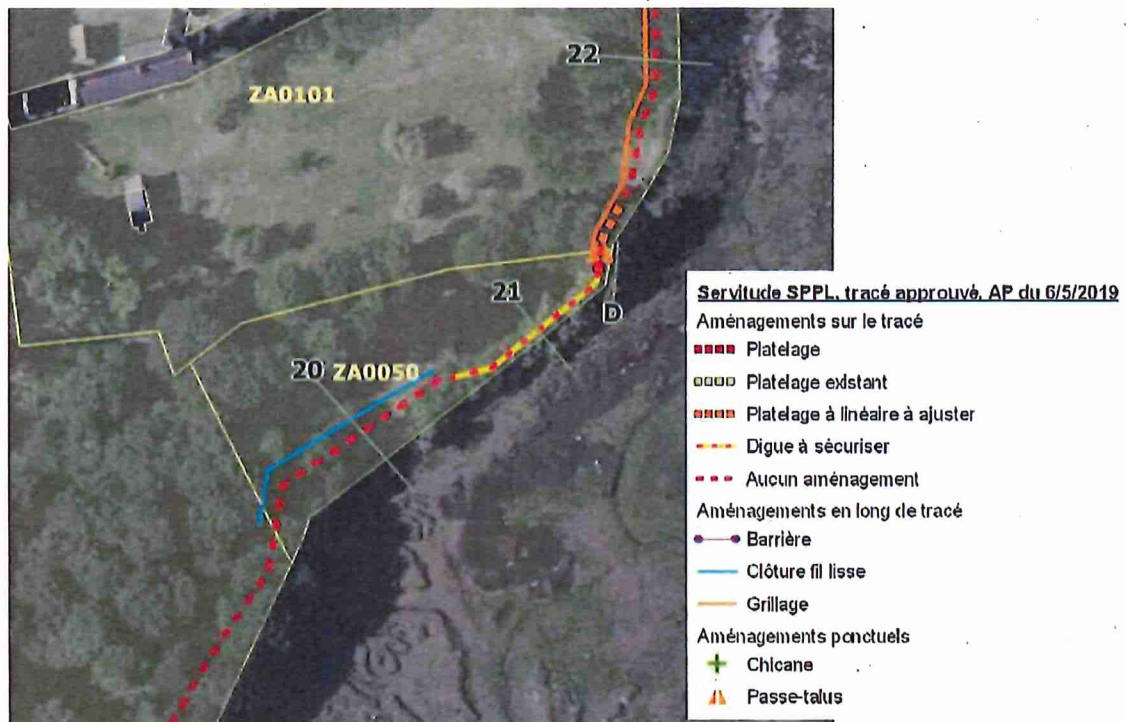 22
ZA0101
21
D
20 ZA0050
Servitude SPPL, tracé approuvé, AP du 6/5/2019
Aménagements sur le tracé
Platelage
Platelage existant
Platelage à linéaire à ajuster
Digue à sécuriser
Aucun aménagement
Aménagements en long de tracé
Barrière
Clôture fil lisse
Grillage
Aménagements ponctuels
Chicane
Passe-talus